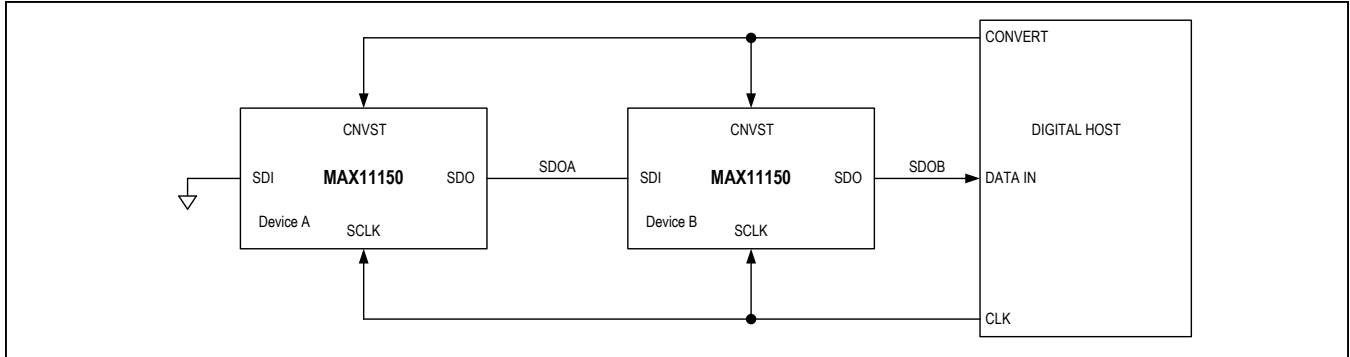 CONVERT
CNVST
CNVST
DIGITAL HOST
SDI
MAX11150
SDO
SDOA
SDI
MAX11150
SDO
SDOB
DATA IN
Device A
SCLK
Device B
SCLK
CLK